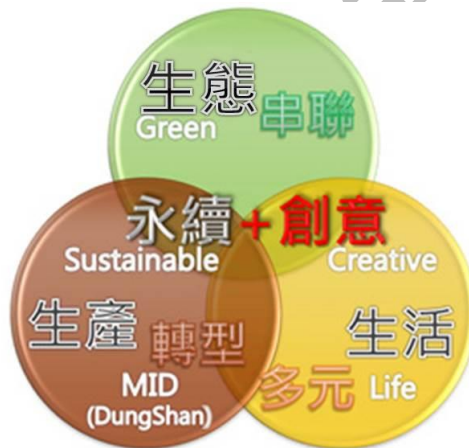 生態 串聯
Green
永續+創意
Sustainable Creative
生產 轉型 生活
MID 多元 Life
(DungShan)